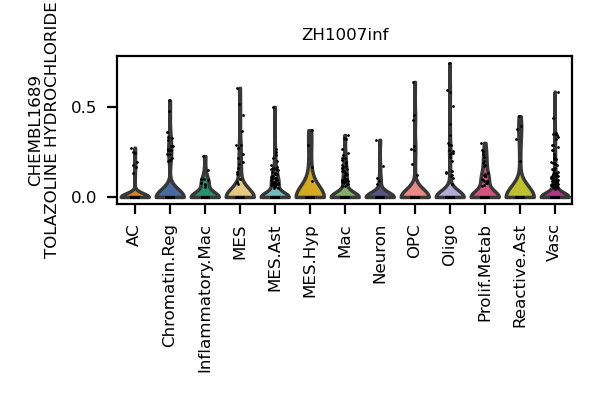 ZH1007inf
CHEMBL1689
TOLAZOLINE HYDROCHLORIDE
0.5
0.0
AC
Chromatin.Reg
Inflammatory.Mac
MES
MES.Ast
MES.Hyp
Mac
Neuron
OPC
Oligo
Prolif.Metab
Reactive.Ast
Vasc